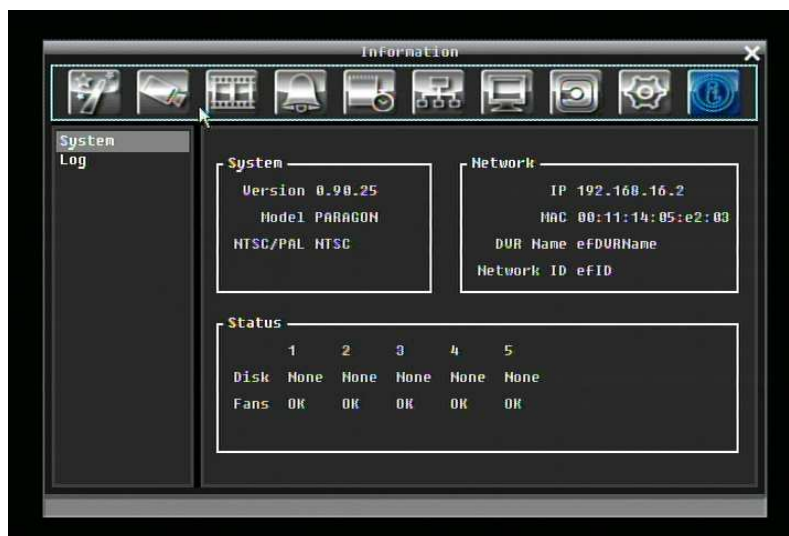 Information
System
Log
System
Version 0.90.25
Model PARAGON
NTSC/PAL NTSC
Network
IP 192.168.16.2
MAC 00:11:14:05:e2:03
DVR Name efDVRName
Network ID efID
Status
1 2 3 4 5
Disk None None None None None
Fans OK OK OK OK OK